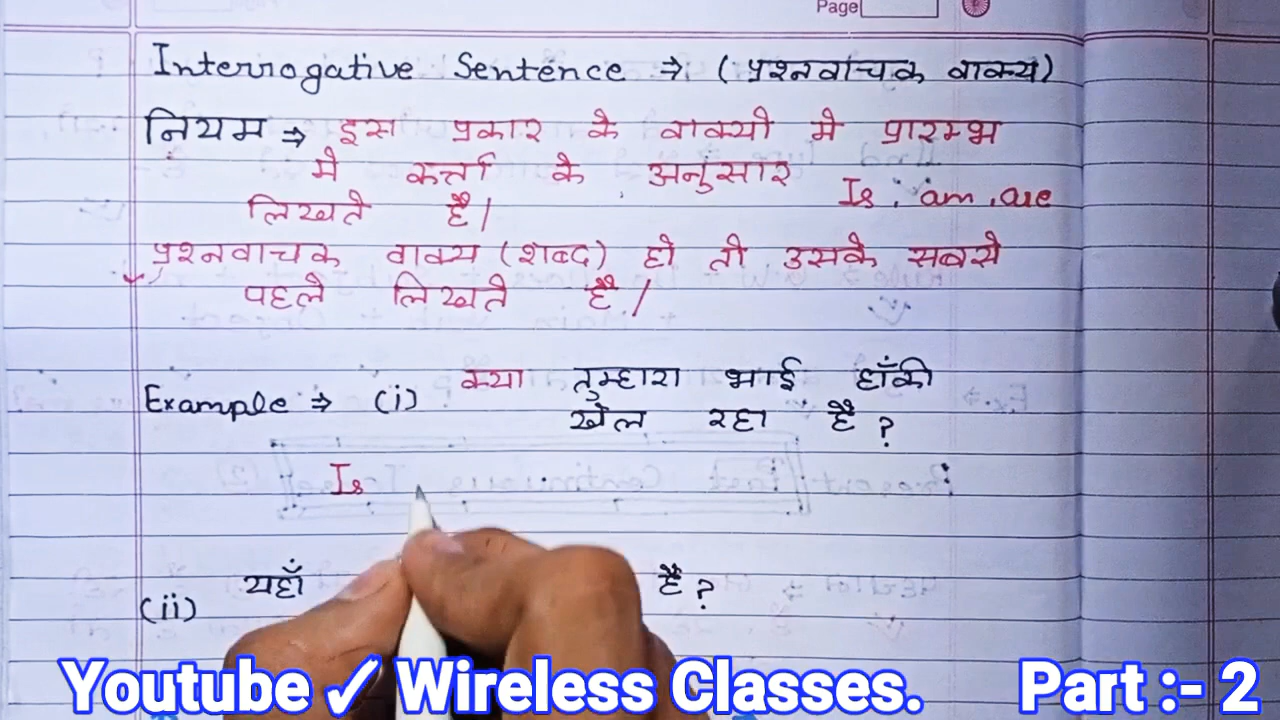 Page
Interrogative Sentence ⇒ (प्रश्नवाचक वाक्य)
नियम ⇒ इस प्रकार के वाक्यो मे प्रारम्भ
मे कर्त्ता के अनुसार Is, am, are
लिखते है।
प्रश्नवाचक वाक्य (शब्द) हो तो उसके सबसे
पहले लिखते है।
Example ⇒ (i) क्या तुम्हारा भाई हाँकी
खेल रहा है?
Is
(ii) यहाँ है?
Youtube ✓ Wireless Classes. Part :- 2